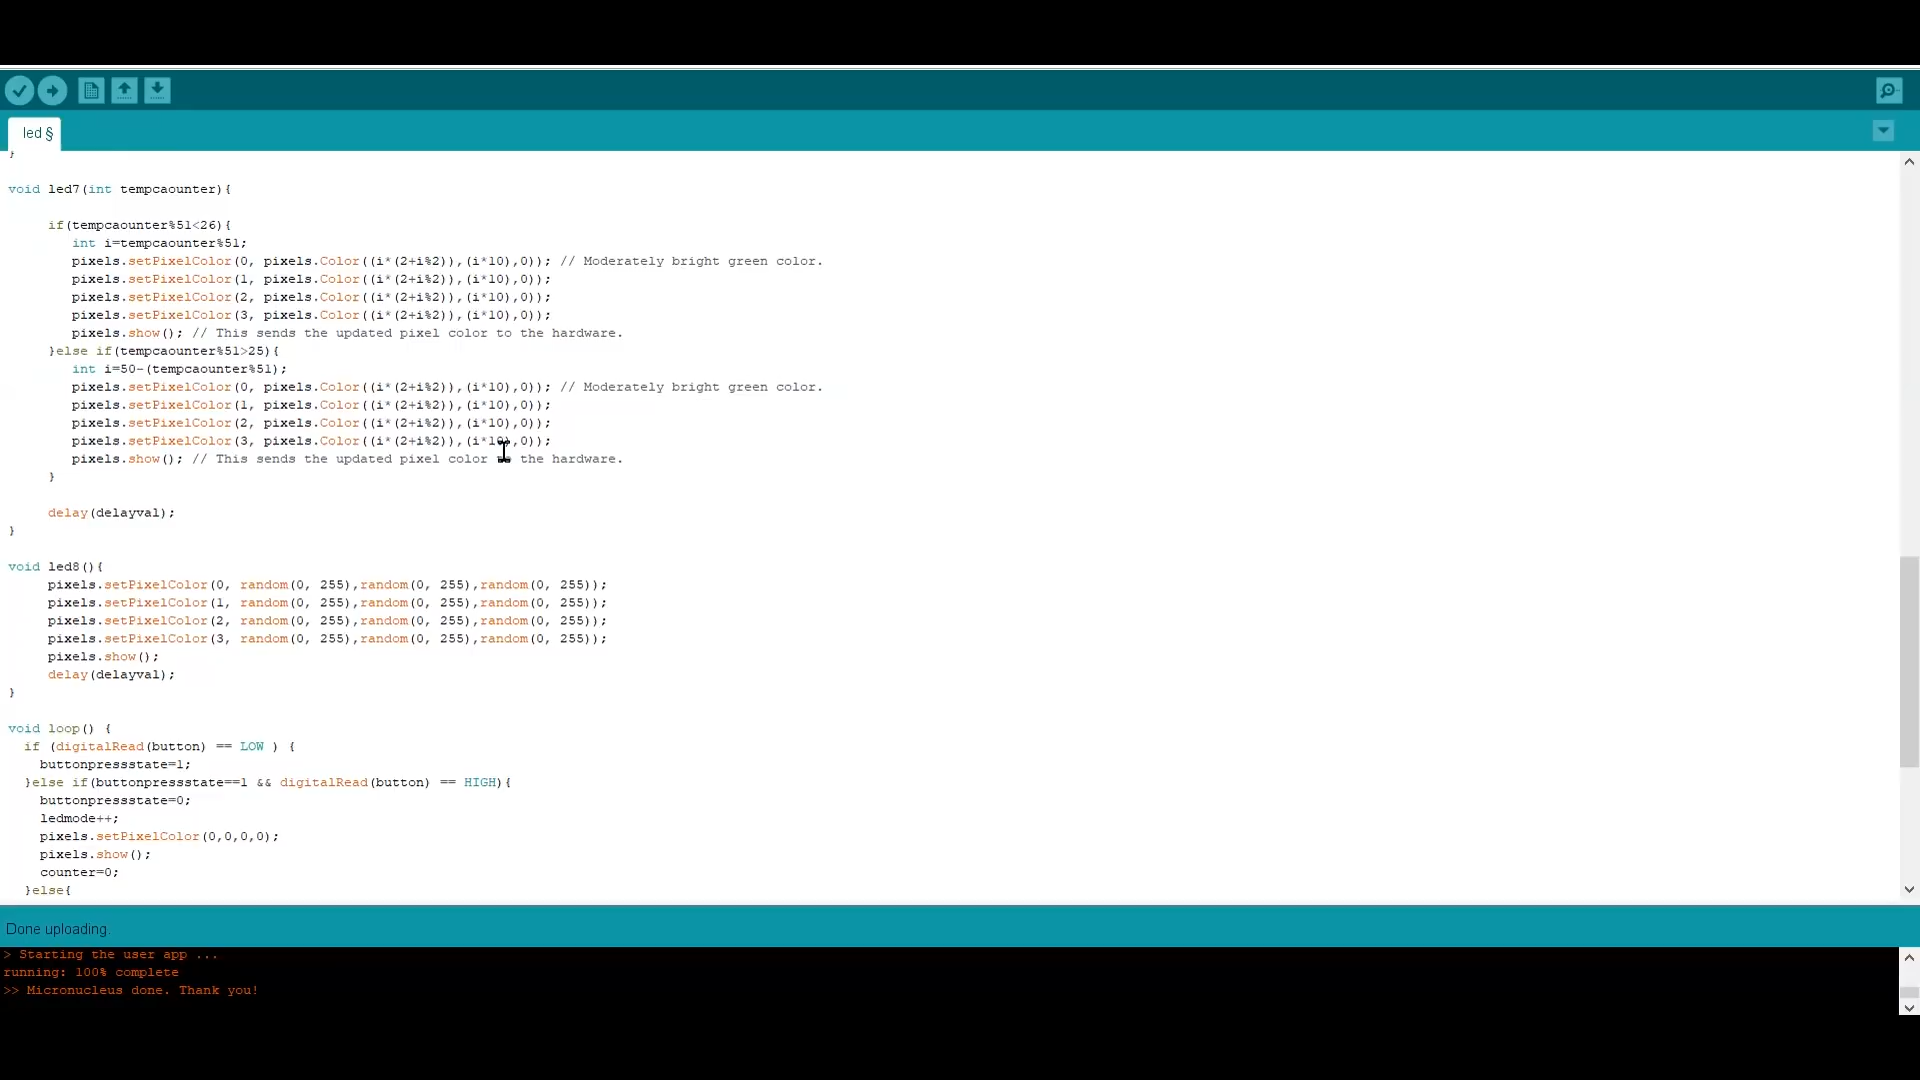 led §
}
void led7(int tempcaounter){
if(tempcaounter%51<26){
int i=tempcaounter%51;
pixels.setPixelColor(0, pixels.Color((i*(2+i%2)),(i*10),0)); // Moderately bright green color.
pixels.setPixelColor(1, pixels.Color((i*(2+i%2)),(i*10),0));
pixels.setPixelColor(2, pixels.Color((i*(2+i%2)),(i*10),0));
pixels.setPixelColor(3, pixels.Color((i*(2+i%2)),(i*10),0));
pixels.show(); // This sends the updated pixel color to the hardware.
}else if(tempcaounter%51>25){
int i=50-(tempcaounter%51);
pixels.setPixelColor(0, pixels.Color((i*(2+i%2)),(i*10),0)); // Moderately bright green color.
pixels.setPixelColor(1, pixels.Color((i*(2+i%2)),(i*10),0));
pixels.setPixelColor(2, pixels.Color((i*(2+i%2)),(i*10),0));
pixels.setPixelColor(3, pixels.Color((i*(2+i%2)),(i*10),0));
pixels.show(); // This sends the updated pixel color to the hardware.
}
delay(delayval);
}
void led8(){
pixels.setPixelColor(0, random(0, 255),random(0, 255),random(0, 255));
pixels.setPixelColor(1, random(0, 255),random(0, 255),random(0, 255));
pixels.setPixelColor(2, random(0, 255),random(0, 255),random(0, 255));
pixels.setPixelColor(3, random(0, 255),random(0, 255),random(0, 255));
pixels.show();
delay(delayval);
}
void loop() {
if (digitalRead(button) == LOW ) {
buttonpressstate=1;
}else if(buttonpressstate==1 && digitalRead(button) == HIGH){
buttonpressstate=0;
ledmode++;
pixels.setPixelColor(0,0,0,0);
pixels.show();
counter=0;
}else{
Done uploading.
> Starting the user app ...
running: 100% complete
>> Micronucleus done. Thank you!